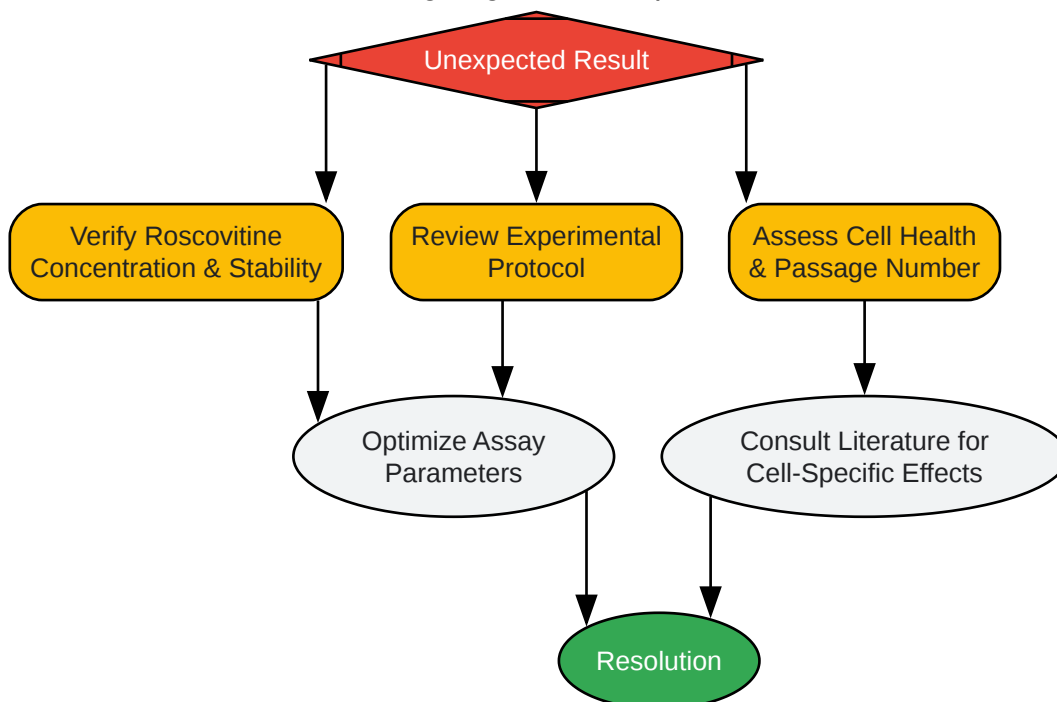 Unexpected Result
Verify Roscovitine
Concentration & Stability
Review Experimental
Protocol
Assess Cell Health
& Passage Number
Optimize Assay
Parameters
Consult Literature for
Cell-Specific Effects
Resolution